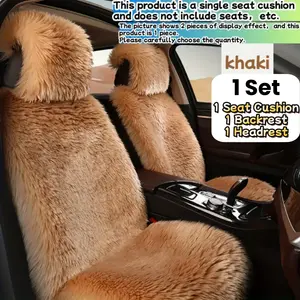 This product is a single seat cushion
and does not include seats，etc.
The picture shows 2 pieces of display effect，and this
product is 1 piece.
Please carefully choose the quantity.
khaki
1 Set
1 Seat Cushion
1 Backrest
1 Headrest